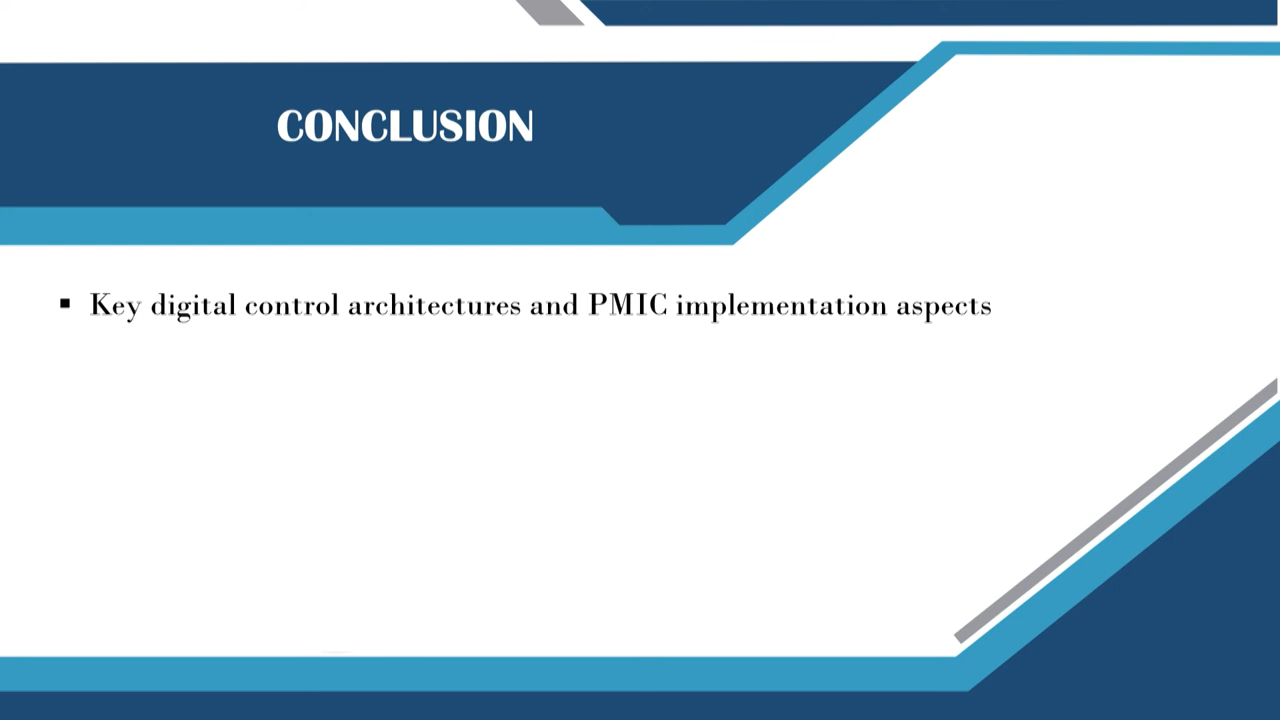 CONCLUSION
▪ Key digital control architectures and PMIC implementation aspects